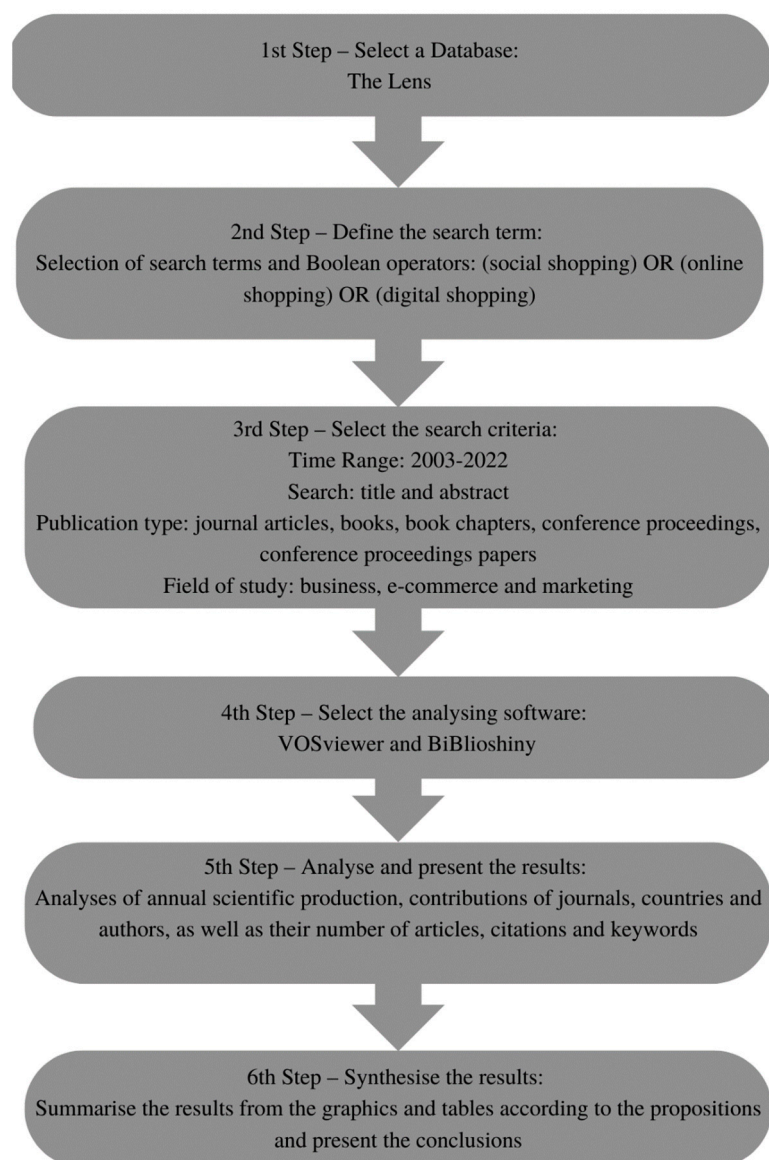 1st Step – Select a Database:
The Lens
2nd Step – Define the search term:
Selection of search terms and Boolean operators: (social shopping) OR (online
shopping) OR (digital shopping)
3rd Step – Select the search criteria:
Time Range: 2003-2022
Search: title and abstract
Publication type: journal articles, books, book chapters, conference proceedings,
conference proceedings papers
Field of study: business, e-commerce and marketing
4th Step – Select the analysing software:
VOSviewer and BiBlioshiny
5th Step – Analyse and present the results:
Analyses of annual scientific production, contributions of journals, countries and
authors, as well as their number of articles, citations and keywords
6th Step – Synthesise the results:
Summarise the results from the graphics and tables according to the propositions
and present the conclusions